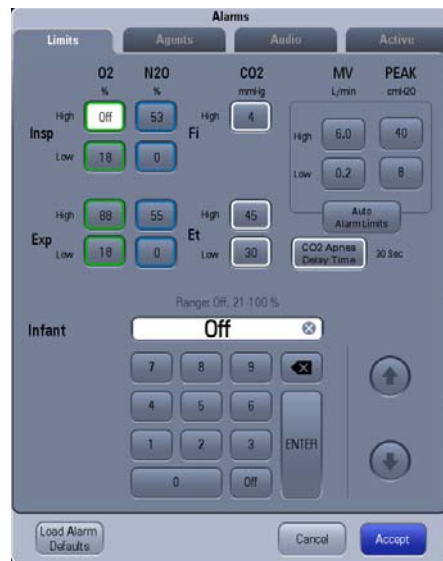 Alarms
Limits Agents Audio Active
O2 N2O CO2 MV PEAK
% % mmHg L/min cmH2O
Insp High Off 53 Fi High 4 High 6.0 40
Low 18 0 Low 0.2 8
Exp High 88 55 Et High 45 Auto Alarm Limits
Low 18 0 Low 30 CO2 Apnea Delay Time 30 Sec
Range: Off, 21-100 %
Infant Off
7 8 9
4 5 6
1 2 3 ENTER
0 Off
Load Alarm Defaults Cancel Accept